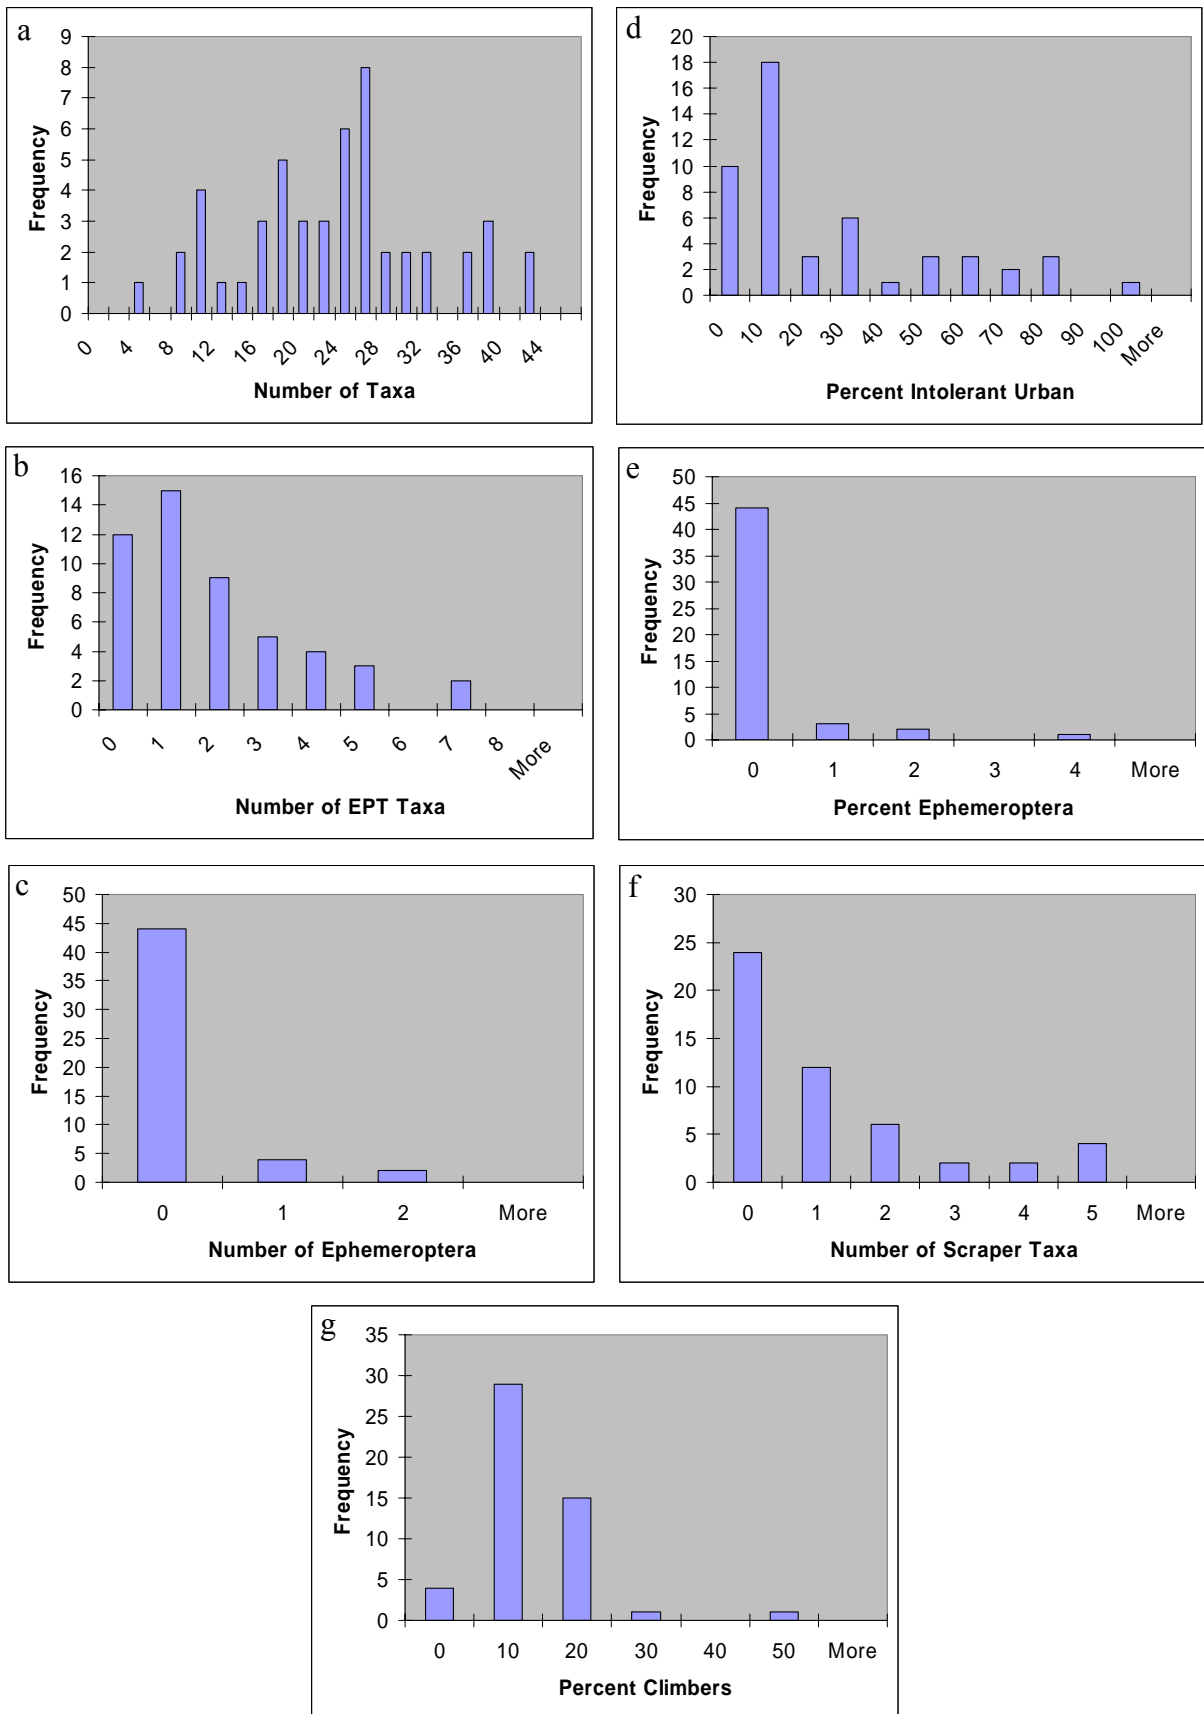 a
9
8
7
6
5
4
3
2
1
0
Frequency
0 4 8 12 16 20 24 28 32 36 40 44
Number of Taxa
b
16
14
12
10
8
6
4
2
0
Frequency
0 1 2 3 4 5 6 7 8 More
Number of EPT Taxa
c
50
45
40
35
30
25
20
15
10
5
0
Frequency
0 1 2 More
Number of Ephemeroptera
d
20
18
16
14
12
10
8
6
4
2
0
Frequency
0 10 20 30 40 50 60 70 80 90 100 More
Percent Intolerant Urban
e
50
45
40
35
30
25
20
15
10
5
0
Frequency
0 1 2 3 4 More
Percent Ephemeroptera
f
30
25
20
15
10
5
0
Frequency
0 1 2 3 4 5 More
Number of Scraper Taxa
g
35
30
25
20
15
10
5
0
Frequency
0 10 20 30 40 50 More
Percent Climbers